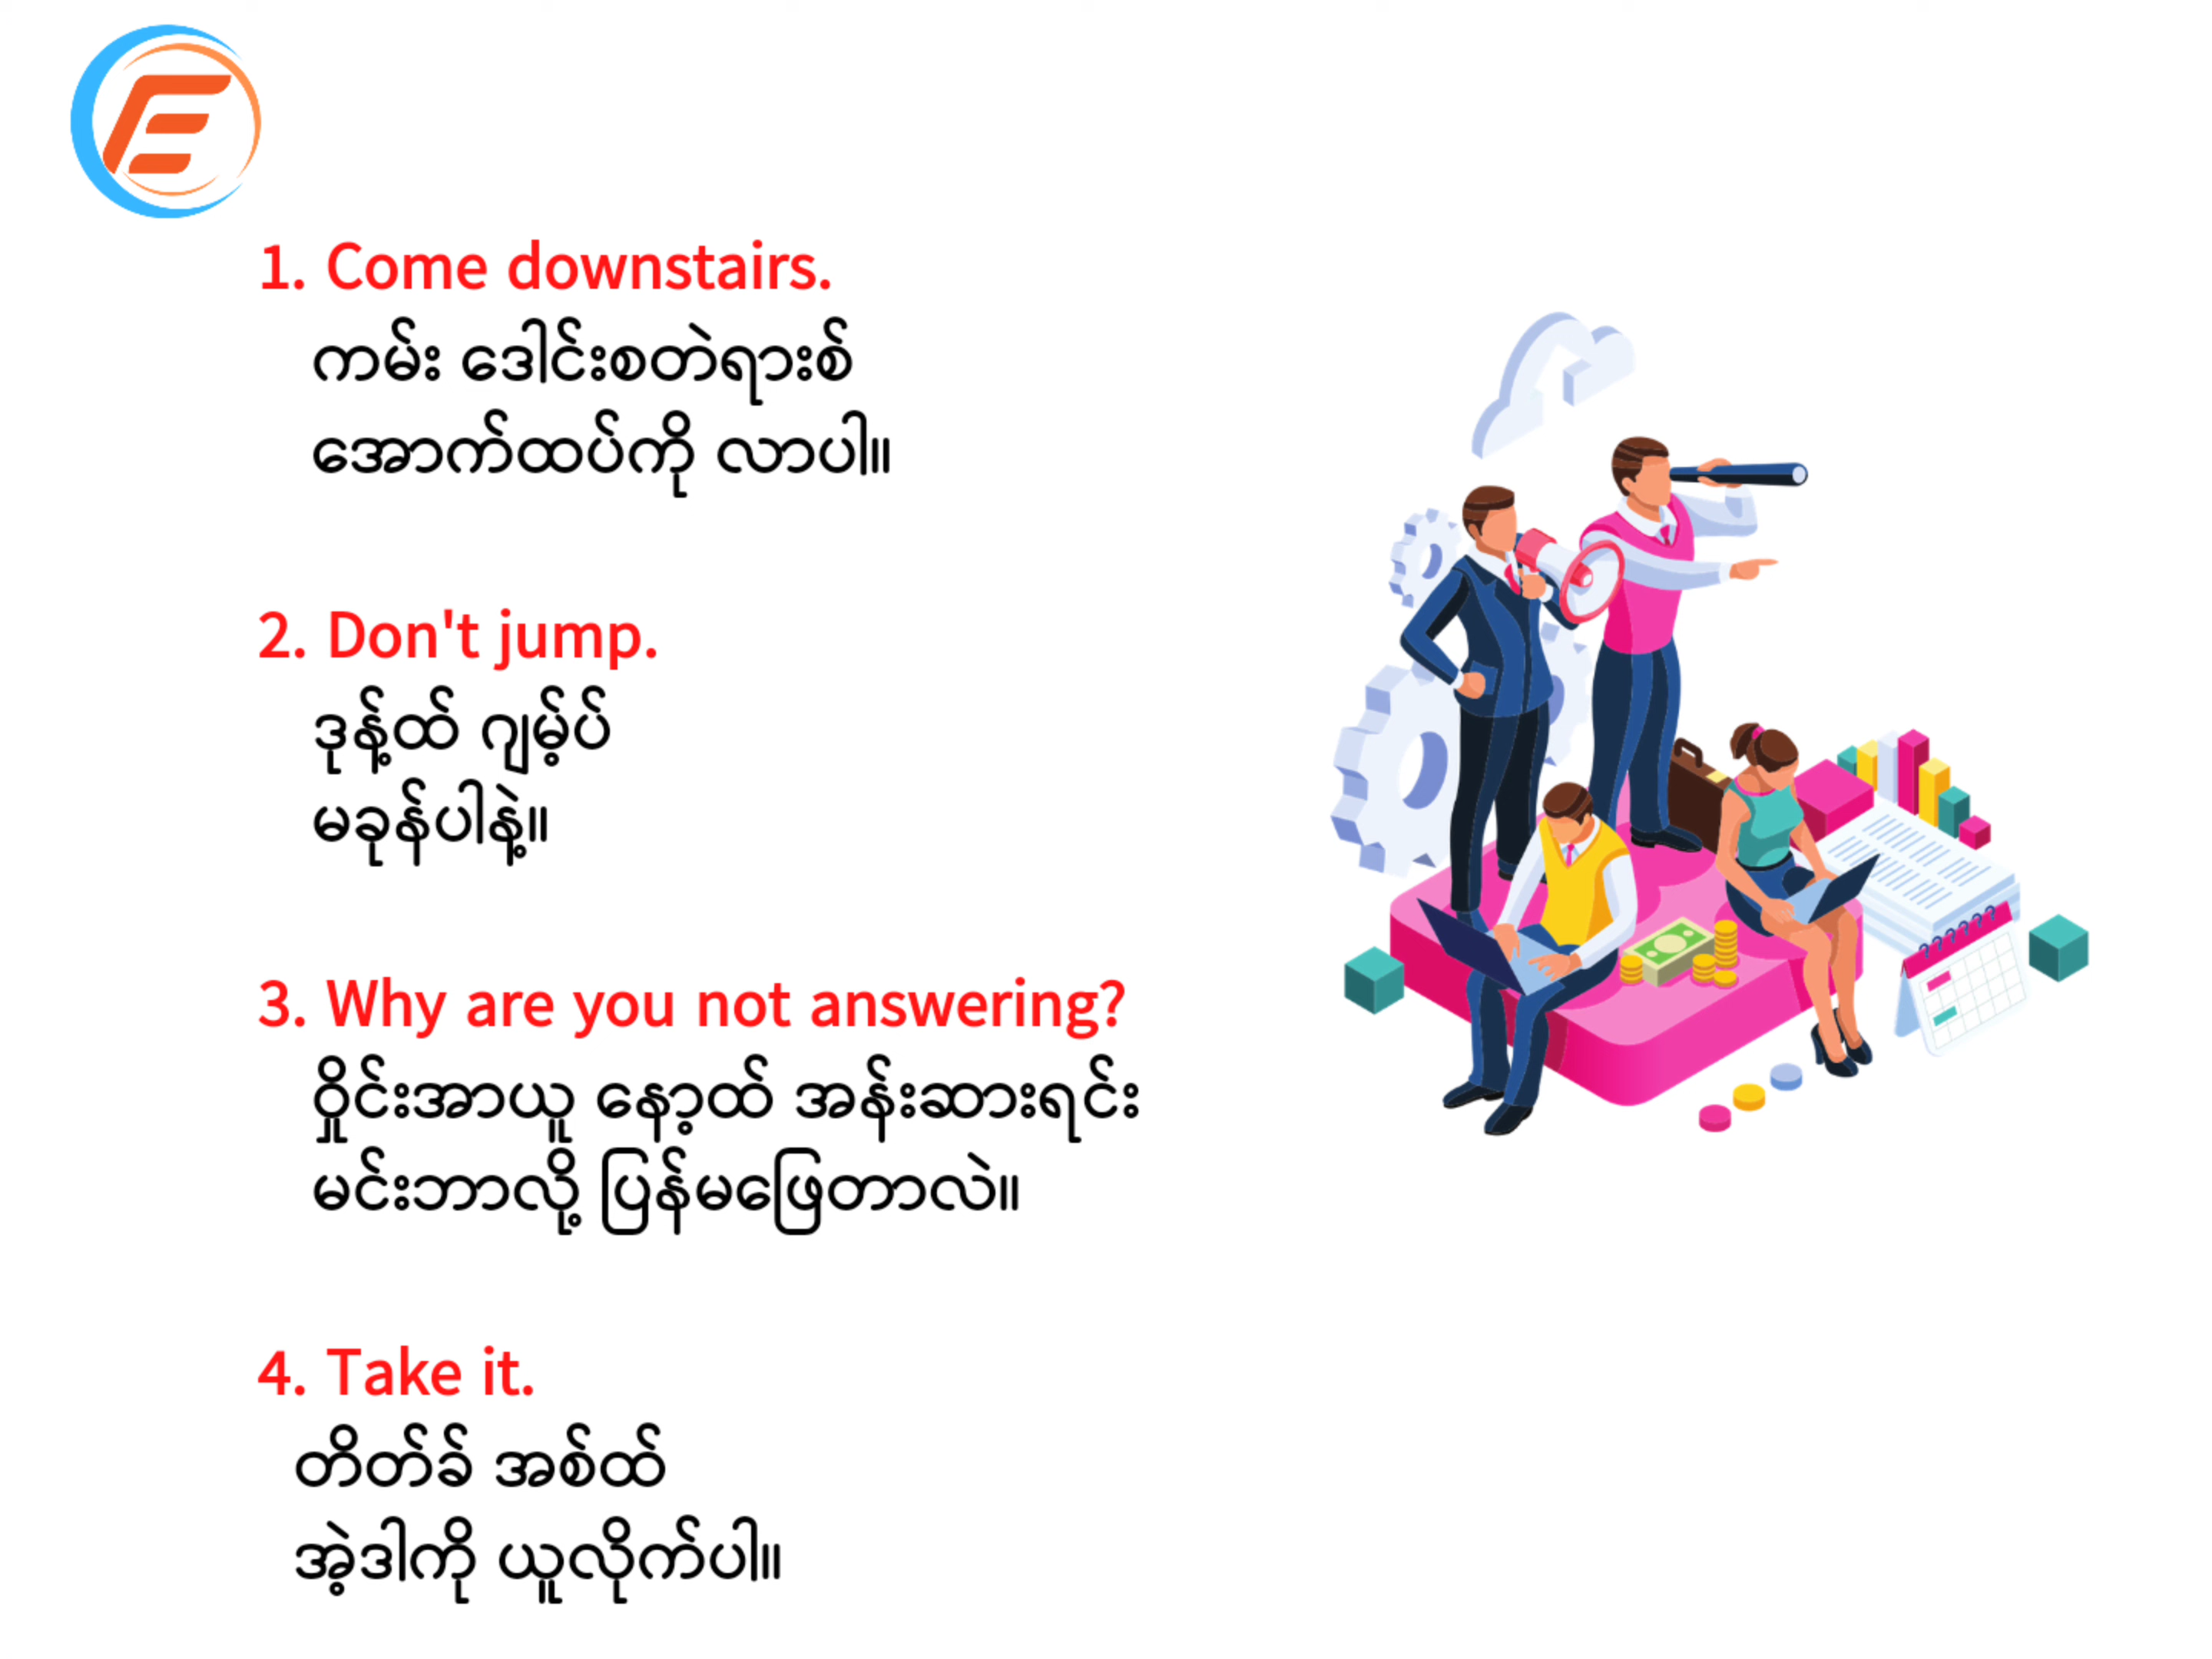 1. Come downstairs.
ကမ်း ဒေါင်းစတဲရားစ်
အောက်ထပ်ကို လာပါ။
2. Don't jump.
ဒုန့်ထ် ဂျမ့်ပ်
မခုန်ပါနဲ့။
3. Why are you not answering?
ဝှိုင်းအာယူ နော့ထ် အန်းဆားရင်း
မင်းဘာလို့ ပြန်မဖြေတာလဲ။
4. Take it.
တိတ်ခ် အစ်ထ်
အဲ့ဒါကို ယူလိုက်ပါ။